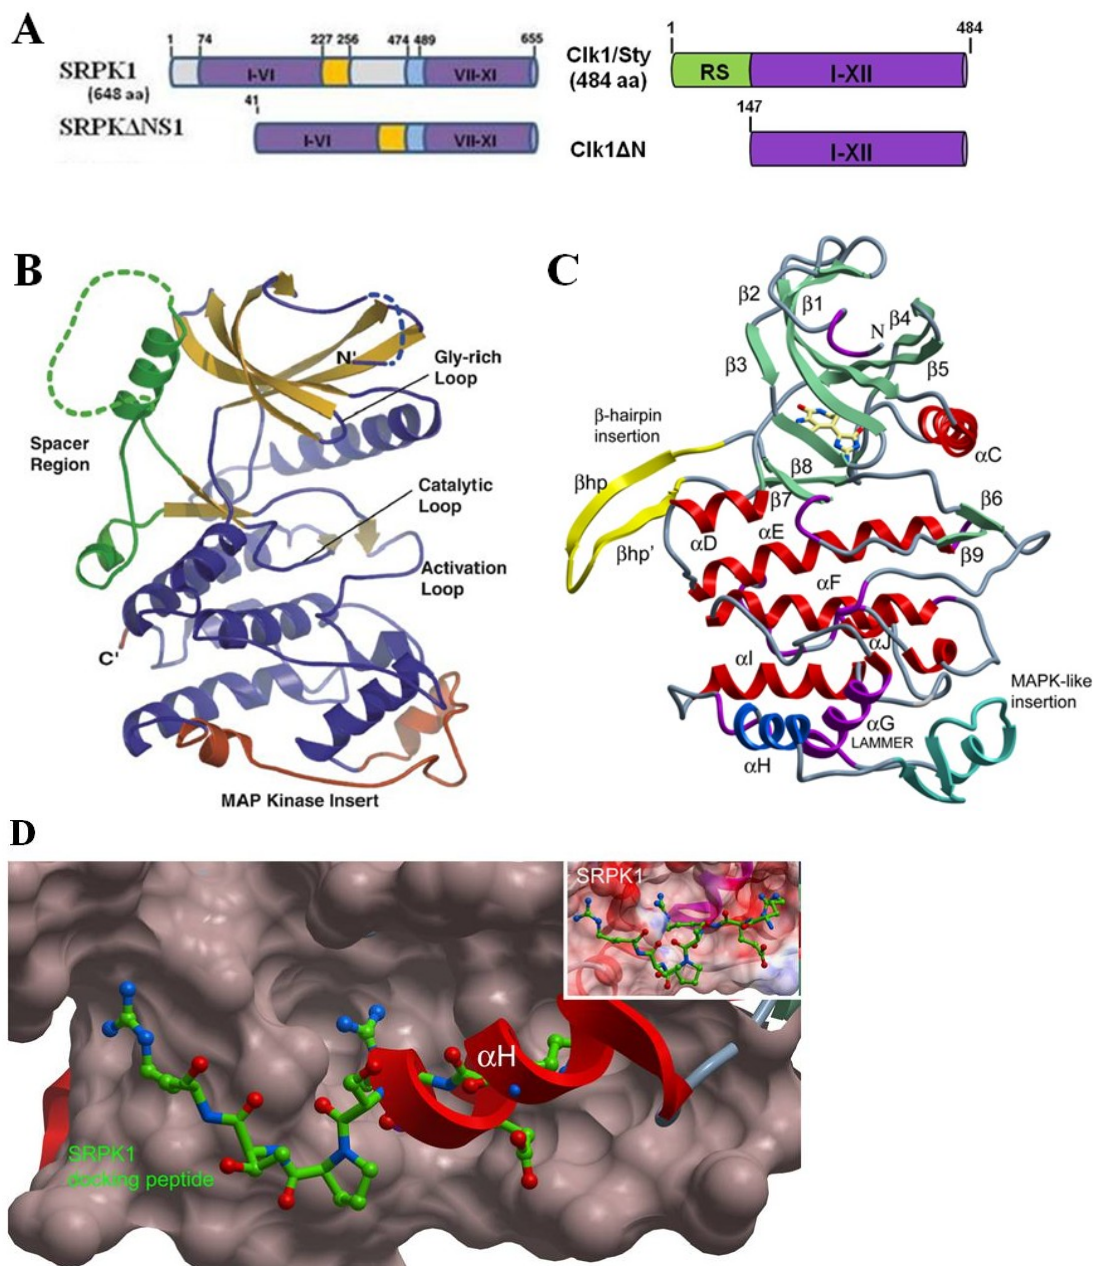 A
1 74 227 256 474 489 655
SRPK1
(648 aa)
I-VI VII-XI
41
SRPKΔNS1
I-VI VII-XI
1 484
Clk1/Sty
(484 aa)
RS I-XII
147
Clk1ΔN
I-XII
B
N'
Gly-rich
Loop
Spacer
Region
Catalytic
Loop
Activation
Loop
C'
MAP Kinase Insert
C
β2
β1
N
β4
β3
β5
β-hairpin
insertion
αC
βhp
β8
β7
β6
αD
αE
βhp'
β9
αF
αJ
αI
MAPK-like
insertion
αG
LAMMER
αH
D
SRPK1
αH
SRPK1
docking peptide